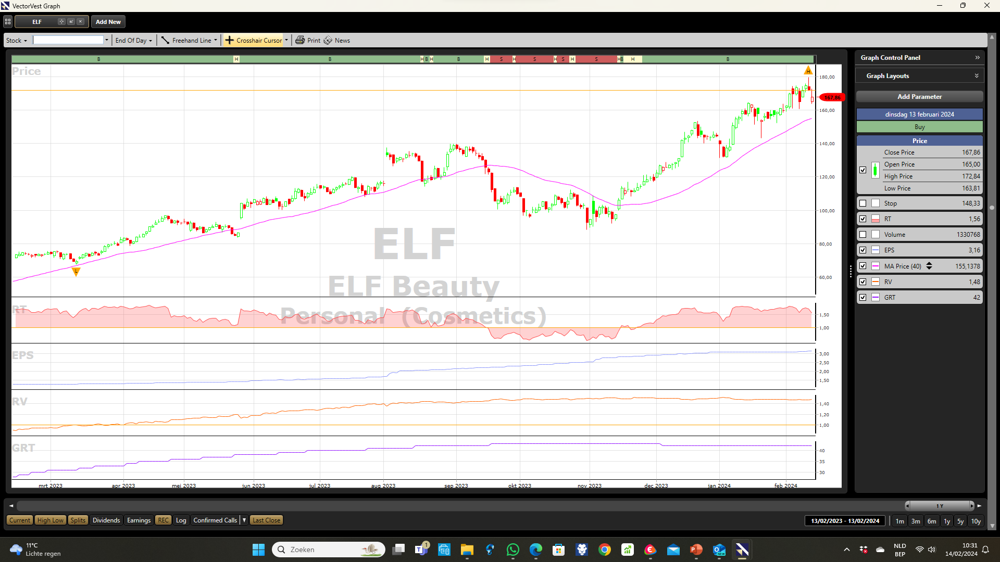 VectorVest Graph
ELF
Add New
Stock
End Of Day
Freehand Line
Crosshair Cursor
Print
News
B H B H B H B H S H S H S H S H B H B
Price
H
180,00
167,86
160,00
140,00
120,00
100,00
80,00
60,00
L
ELF
ELF Beauty
Personal (Cosmetics)
RT
1,50
1,00
EPS
3,00
2,50
2,00
1,50
RV
1,40
1,20
1,00
GRT
40
35
30
mrt 2023 apr 2023 mei 2023 jun 2023 jul 2023 aug 2023 sep 2023 okt 2023 nov 2023 dec 2023 jan 2024 feb 2024
Graph Control Panel
Graph Layouts
Add Parameter
dinsdag 13 februari 2024
Buy
Price
Close Price 167,86
Open Price 165,00
High Price 172,84
Low Price 163,81
Stop 148,33
RT 1,56
Volume 1330768
EPS 3,16
MA Price (40) 155,1378
RV 1,48
GRT 42
1 Y
Current High Low Splits Dividends Earnings REC Log Confirmed Calls Last Close
13/02/2023 - 13/02/2024
1m 3m 6m 1y 5y 10y
11°C
Lichte regen
Zoeken
T
1
NEW
NLD
BEP
10:31
14/02/2024